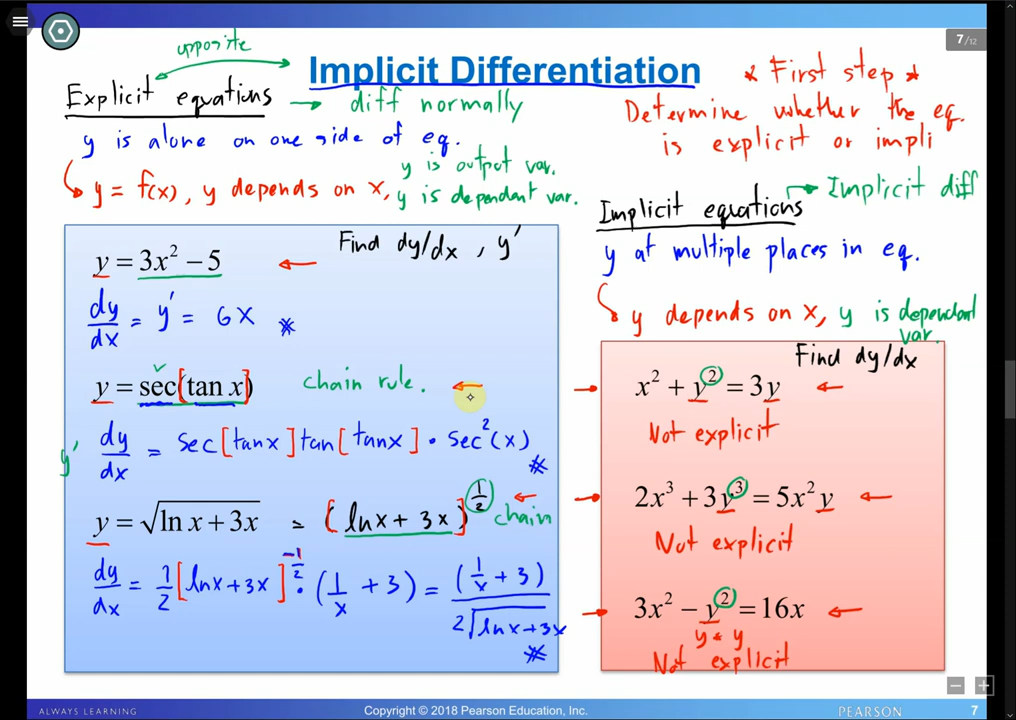 7/12
opposite
Implicit Differentiation
Explicit equations → diff normally
y is alone on one side of eq.
y is output var.
y = f(x), y depends on x, y is dependent var.
* First step *
Determine whether the eq.
is explicit or impli
Implicit equations → Implicit diff
y at multiple places in eq.
y depends on x, y is dependant var.
Find dy/dx , y'
y = 3x² − 5
dy/dx = y' = 6x *
y = sec[tan x] chain rule.
y' dy/dx = sec[tanx]tan[tanx] • sec²(x) *
y = √ln x + 3x = (lnx + 3x)^1/2 chain
dy/dx = 1/2 [lnx+3x]^-1/2 • (1/x + 3) = (1/x + 3) / 2√lnx+3x *
Find dy/dx
x² + y² = 3y
Not explicit
2x³ + 3y³ = 5x²y
Not explicit
3x² − y² = 16x
y * y
Not explicit
ALWAYS LEARNING
Copyright © 2018 Pearson Education, Inc.
PEARSON
7